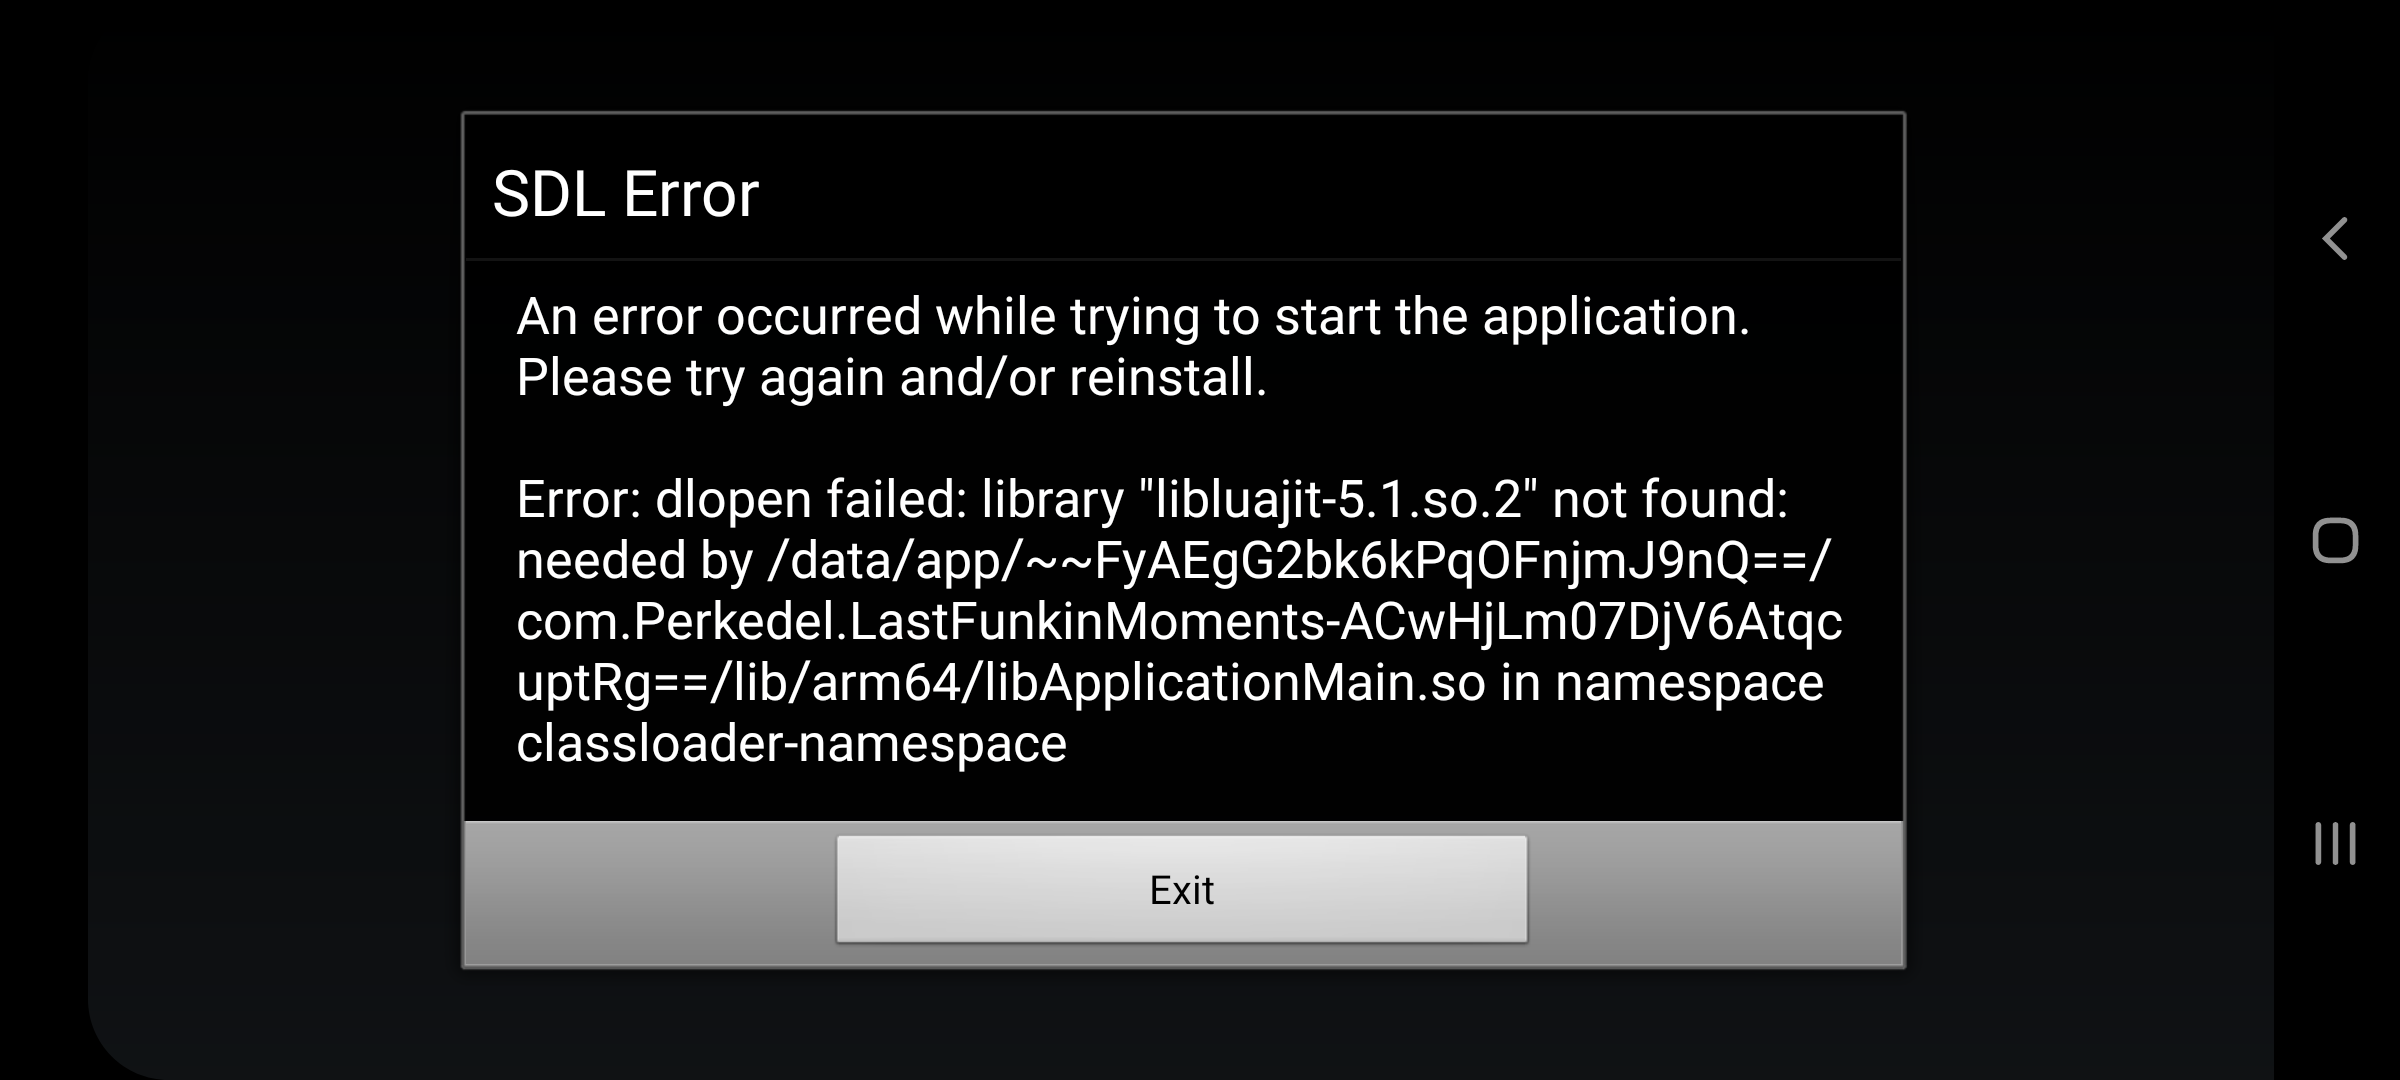 SDL Error
An error occurred while trying to start the application.
Please try again and/or reinstall.
Error: dlopen failed: library "libluajit-5.1.so.2" not found:
needed by /data/app/~~FyAEgG2bk6kPqOFnjmJ9nQ==/
com.Perkedel.LastFunkinMoments-ACwHjLm07DjV6Atqc
uptRg==/lib/arm64/libApplicationMain.so in namespace
classloader-namespace
Exit